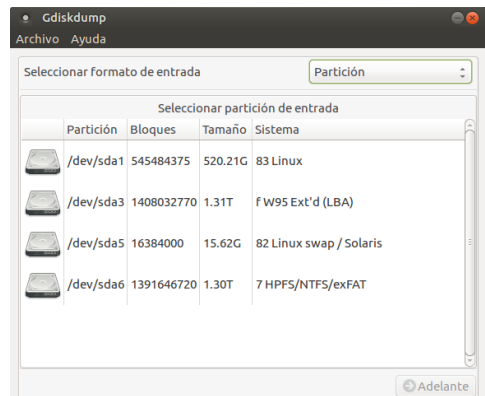 Gdiskdump
Archivo Ayuda
Seleccionar formato de entrada Partición
Seleccionar partición de entrada
Partición Bloques Tamaño Sistema
/dev/sda1 545484375 520.21G 83 Linux
/dev/sda3 1408032770 1.31T f W95 Ext'd (LBA)
/dev/sda5 16384000 15.62G 82 Linux swap / Solaris
/dev/sda6 1391646720 1.30T 7 HPFS/NTFS/exFAT
Adelante